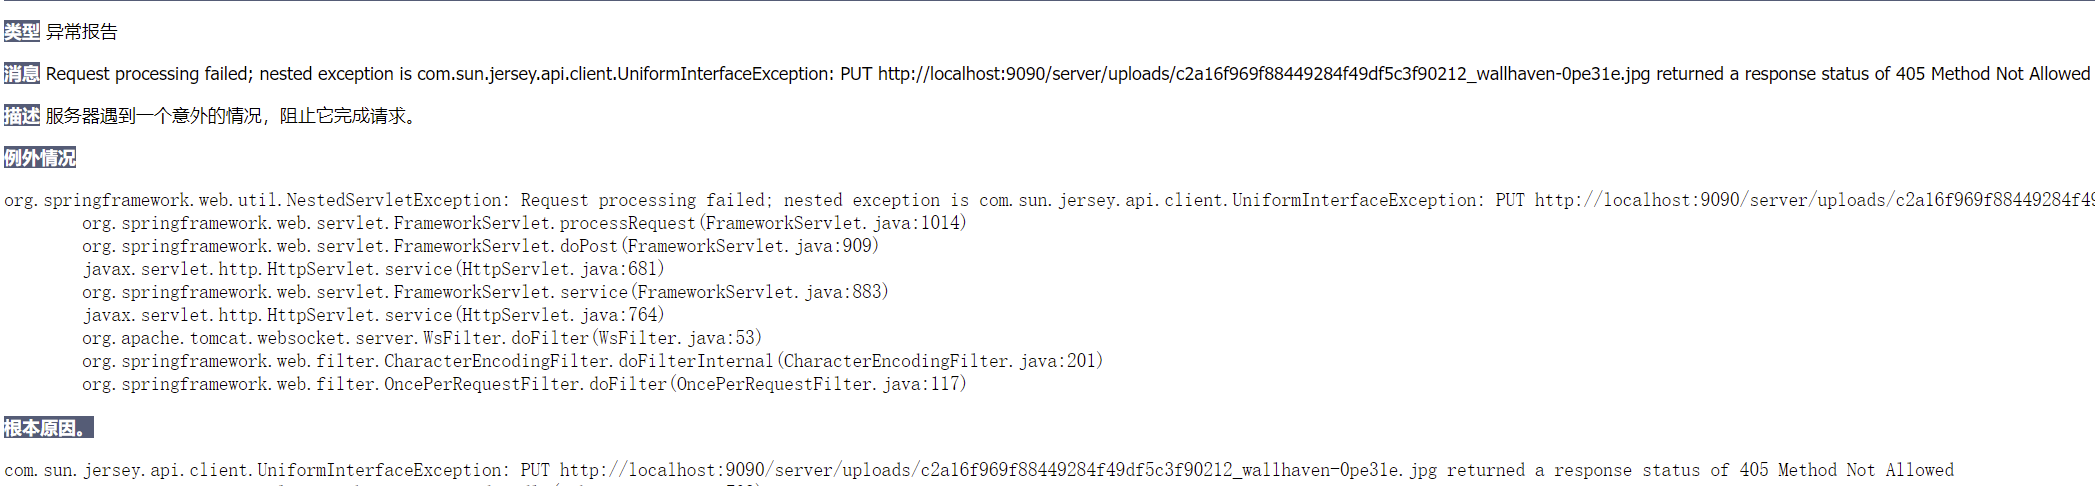 类型 异常报告
消息 Request processing failed; nested exception is com.sun.jersey.api.client.UniformInterfaceException: PUT http://localhost:9090/server/uploads/c2a16f969f88449284f49df5c3f90212_wallhaven-0pe31e.jpg returned a response status of 405 Method Not Allowed
描述 服务器遇到一个意外的情况，阻止它完成请求。
例外情况
org.springframework.web.util.NestedServletException: Request processing failed; nested exception is com.sun.jersey.api.client.UniformInterfaceException: PUT http://localhost:9090/server/uploads/c2a16f969f88449284f49
org.springframework.web.servlet.FrameworkServlet.processRequest(FrameworkServlet.java:1014)
org.springframework.web.servlet.FrameworkServlet.doPost(FrameworkServlet.java:909)
javax.servlet.http.HttpServlet.service(HttpServlet.java:681)
org.springframework.web.servlet.FrameworkServlet.service(FrameworkServlet.java:883)
javax.servlet.http.HttpServlet.service(HttpServlet.java:764)
org.apache.tomcat.websocket.server.WsFilter.doFilter(WsFilter.java:53)
org.springframework.web.filter.CharacterEncodingFilter.doFilterInternal(CharacterEncodingFilter.java:201)
org.springframework.web.filter.OncePerRequestFilter.doFilter(OncePerRequestFilter.java:117)
根本原因。
com.sun.jersey.api.client.UniformInterfaceException: PUT http://localhost:9090/server/uploads/c2a16f969f88449284f49df5c3f90212_wallhaven-0pe31e.jpg returned a response status of 405 Method Not Allowed